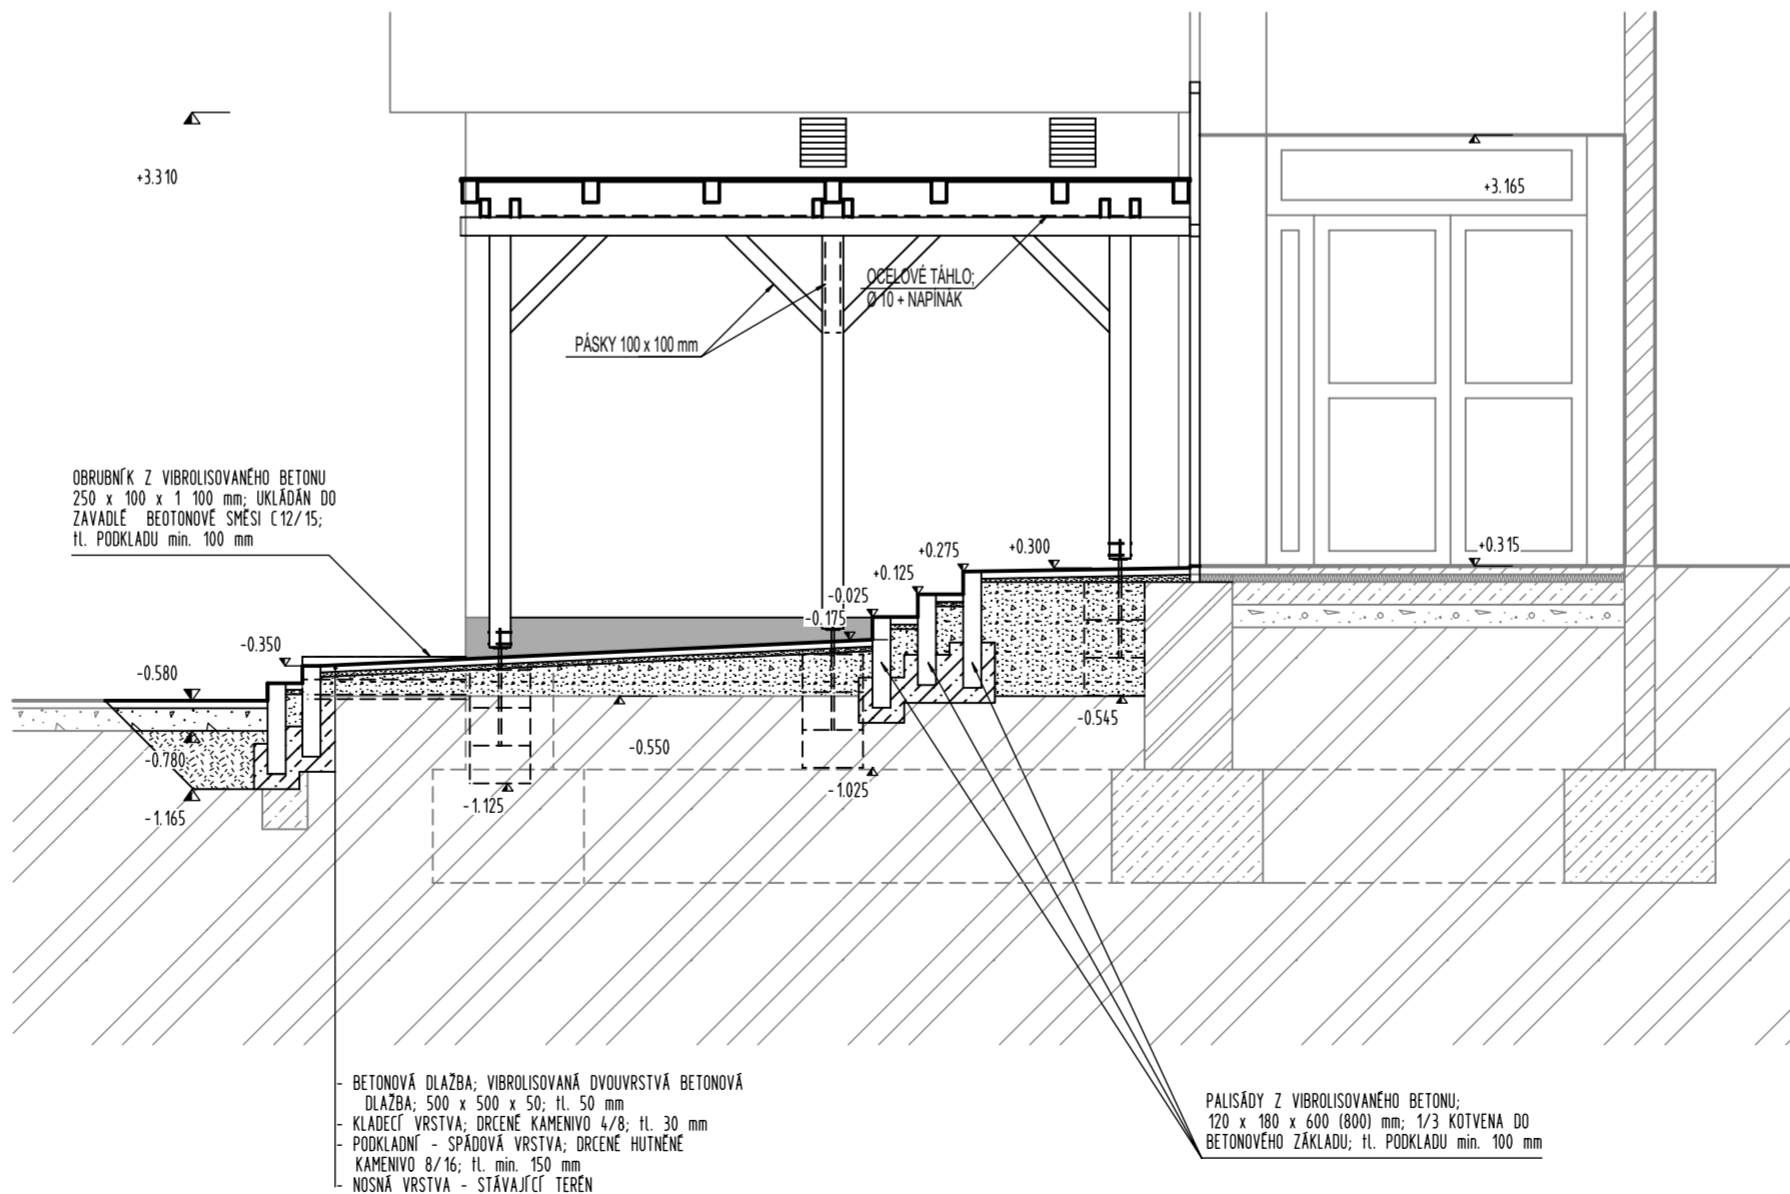 +3.310
+3.165
OCELOVÉ TÁHLO;
Ø 10 + NAPÍNÁK
PÁSKY 100 x 100 mm
OBRUBNÍK Z VIBROLISOVANÉHO BETONU
250 x 100 x 1 100 mm; UKLÁDÁN DO
ZAVADLÉ BEOTONOVÉ SMĚSI C12/15;
tl. PODKLADU min. 100 mm
+0.315
+0.300
+0.275
+0.125
-0.025
-0.175
-0.350
-0.580
-0.545
-0.550
-0.780
-1.025
-1.125
-1.165
- BETONOVÁ DLAŽBA; VIBROLISOVANÁ DVOUVRSTVÁ BETONOVÁ
DLAŽBA; 500 x 500 x 50; tl. 50 mm
- KLADECÍ VRSTVA; DRCENÉ KAMENIVO 4/8; tl. 30 mm
- PODKLADNÍ - SPÁDOVÁ VRSTVA; DRCENÉ HUTNĚNÉ
KAMENIVO 8/16; tl. min. 150 mm
- NOSNÁ VRSTVA - STÁVAJÍCÍ TERÉN
PALISÁDY Z VIBROLISOVANÉHO BETONU;
120 x 180 x 600 (800) mm; 1/3 KOTVENA DO
BETONOVÉHO ZÁKLADU; tl. PODKLADU min. 100 mm